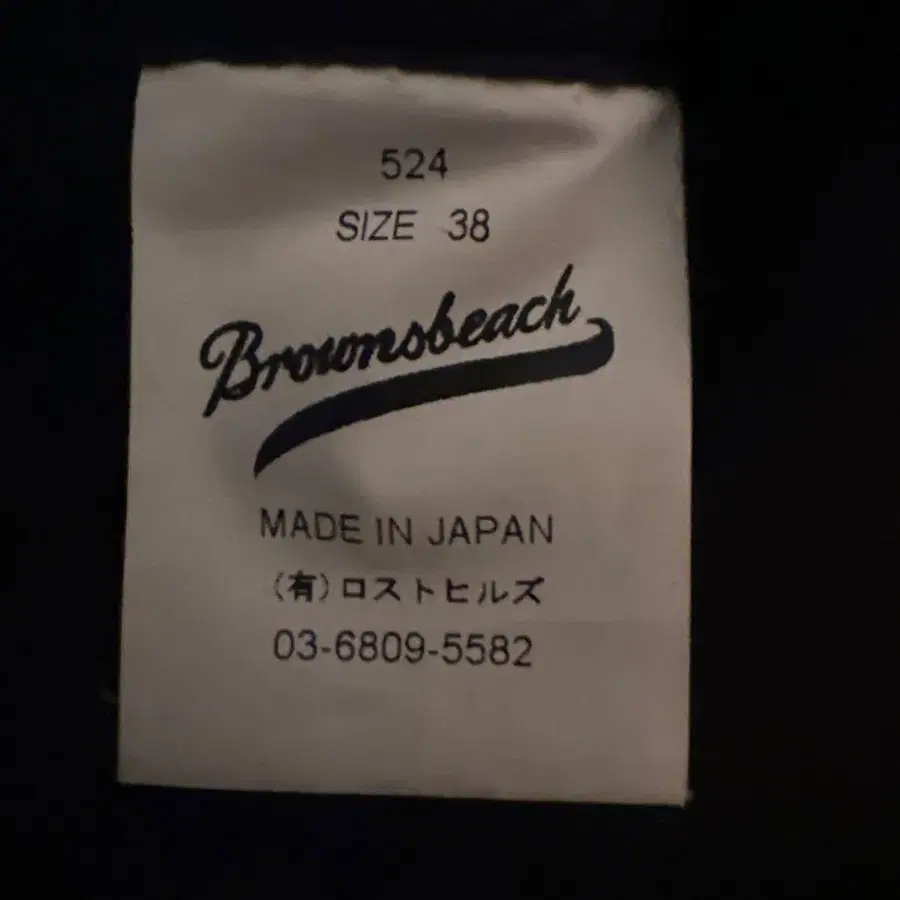 524
SIZE 38
Brownsbeach
MADE IN JAPAN
(有)ロストヒルズ
03-6809-5582